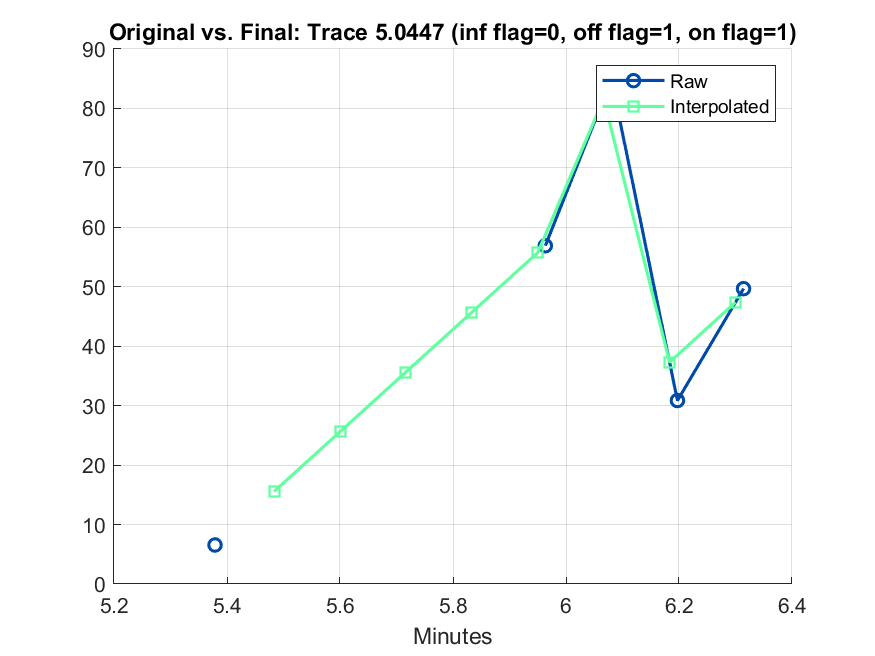 Original vs. Final: Trace 5.0447 (inf flag=0, off flag=1, on flag=1)
90
80
70
60
50
40
30
20
10
0
Raw
Interpolated
5.2 5.4 5.6 5.8 6 6.2 6.4
Minutes